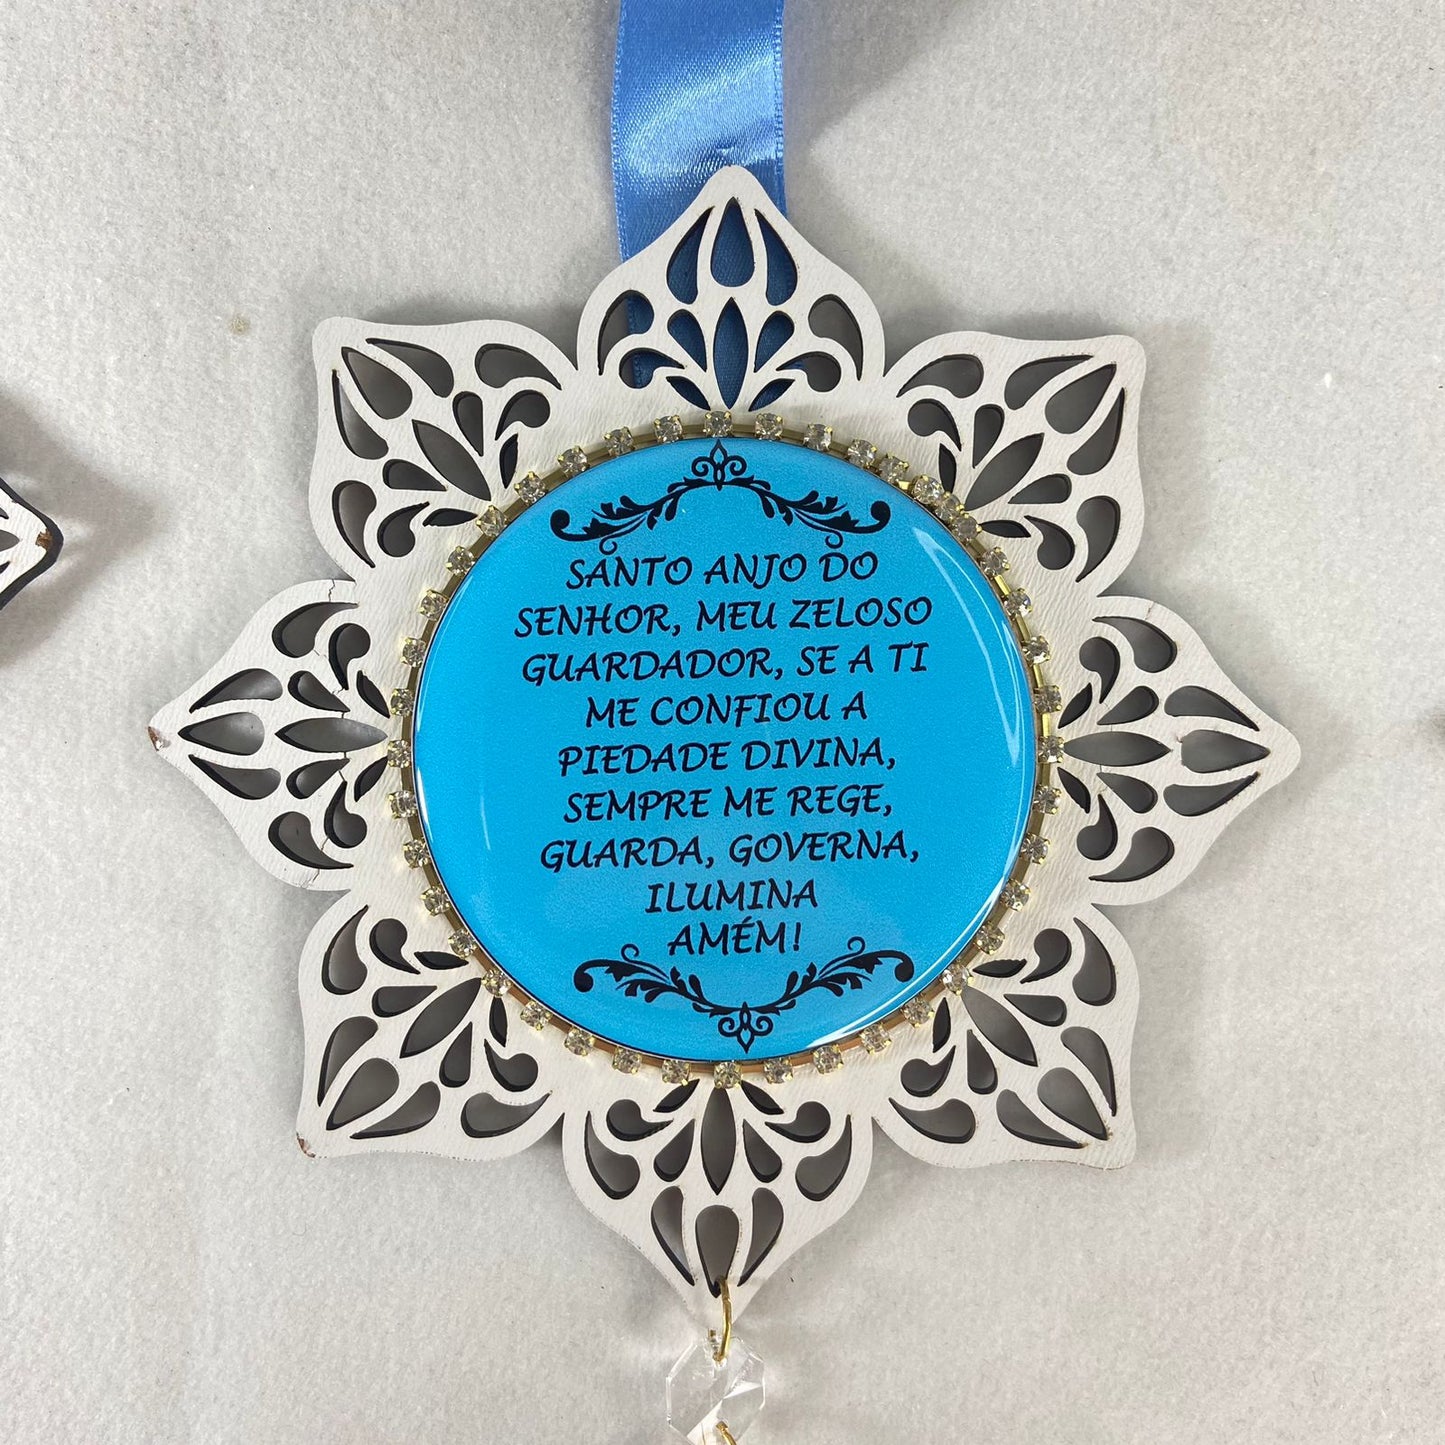 SANTO ANJO DO
SENHOR, MEU ZELOSO
GUARDADOR, SE A TI
ME CONFIOU A
PIEDADE DIVINA,
SEMPRE ME REGE,
GUARDA, GOVERNA,
ILUMINA
AMÉM!